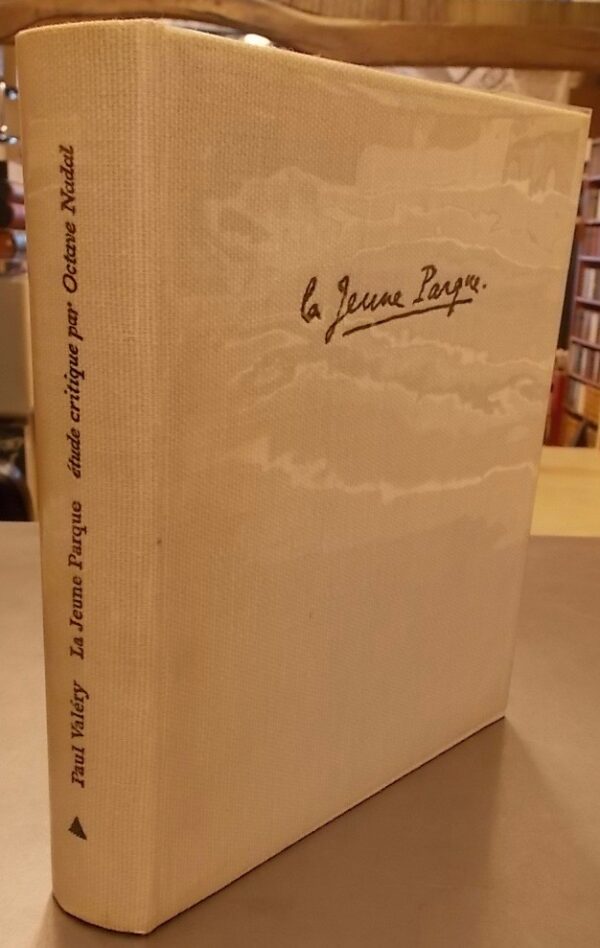 la Jeune Parque.
Paul Valéry La Jeune Parque étude critique par Octave Nadal